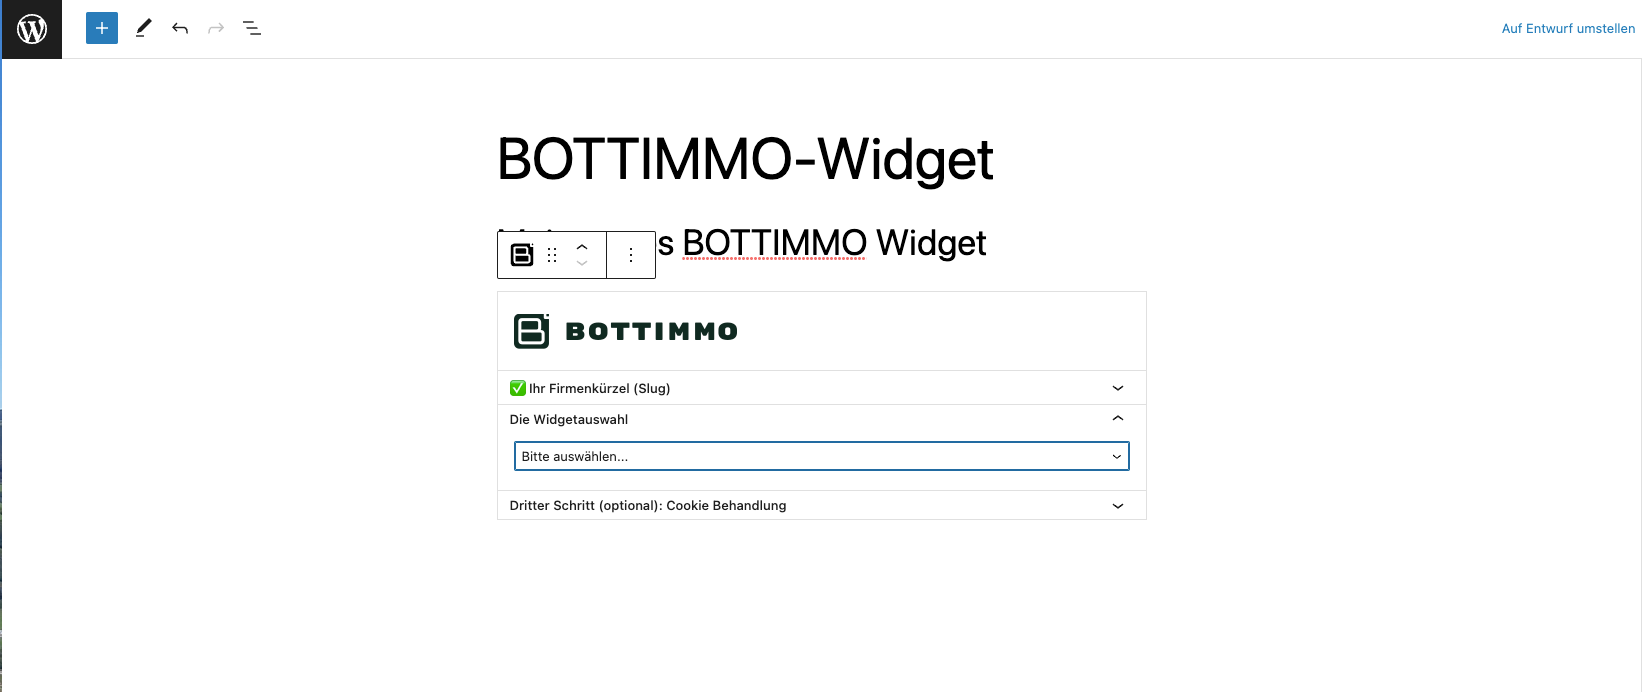 Auf Entwurf umstellen
BOTTIMMO-Widget
s BOTTIMMO Widget
BOTTIMMO
✅ Ihr Firmenkürzel (Slug)
Die Widgetauswahl
Bitte auswählen...
Dritter Schritt (optional): Cookie Behandlung